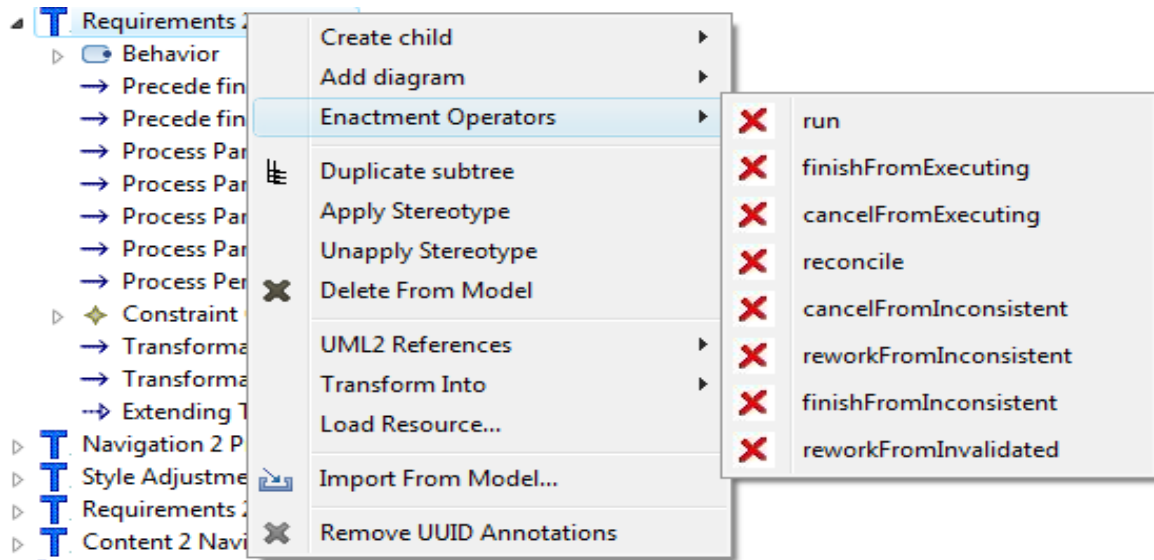 Requirements 2
Behavior
Precede fin
Precede fin
Process Par
Process Par
Process Par
Process Par
Process Per
Constraint
Transforma
Transforma
Extending T
Navigation 2 P
Style Adjustme
Requirements 2
Content 2 Navi
Create child
Add diagram
Enactment Operators
Duplicate subtree
Apply Stereotype
Unapply Stereotype
Delete From Model
UML2 References
Transform Into
Load Resource...
Import From Model...
Remove UUID Annotations
run
finishFromExecuting
cancelFromExecuting
reconcile
cancelFromInconsistent
reworkFromInconsistent
finishFromInconsistent
reworkFromInvalidated